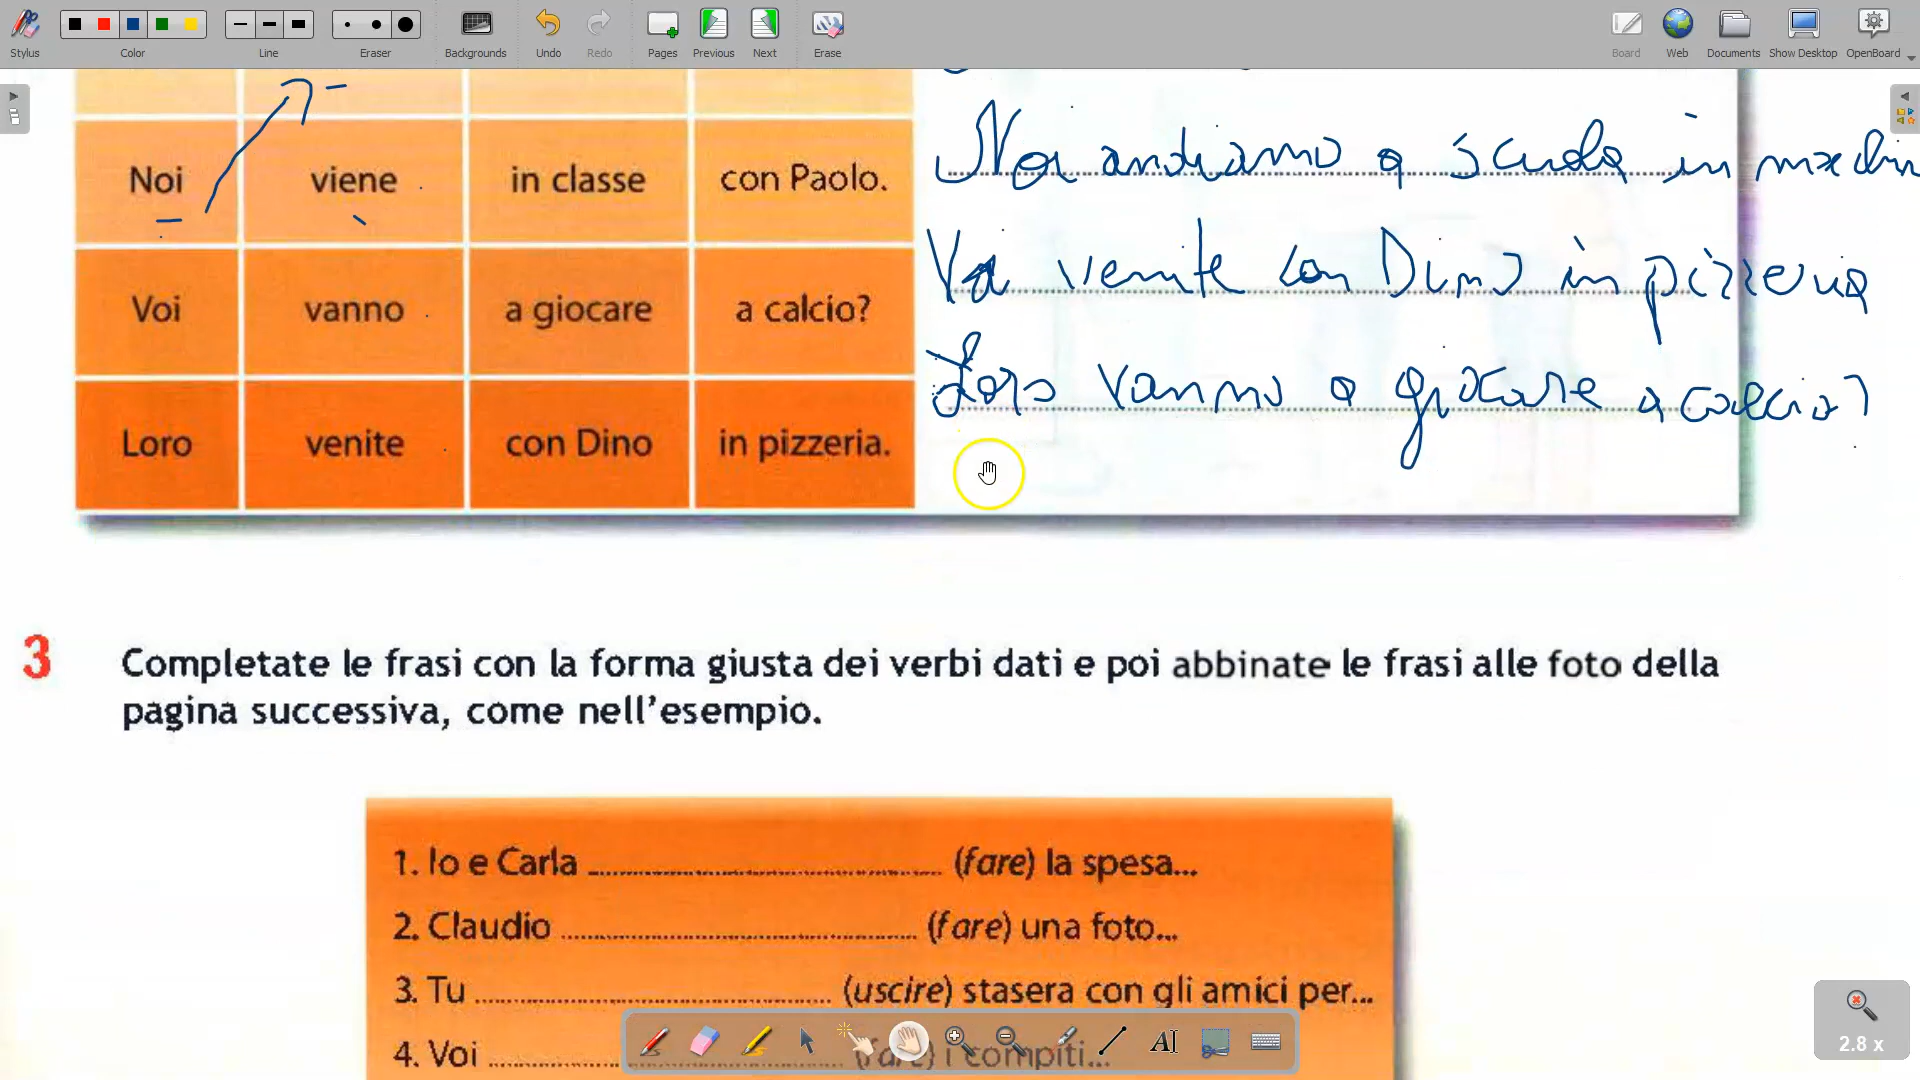 Stylus Color Line Eraser Backgrounds Undo Redo Pages Previous Next Erase Board Web Documents Show Desktop OpenBoard
Noi viene in classe con Paolo.
Noi andiamo a scuola in
Voi vanno a giocare a calcio?
Voi venite con Dino in pizzeria
Loro venite con Dino in pizzeria.
Loro vanno a giocare a calcio?
3 Completate le frasi con la forma giusta dei verbi dati e poi abbinate le frasi alle foto della
pagina successiva, come nell'esempio.
1. Io e Carla ........................ (fare) la spesa...
2. Claudio ........................ (fare) una foto...
3. Tu ........................ (uscire) stasera con gli amici per...
4. Voi ........................ (fare) i compiti...
2.8 x